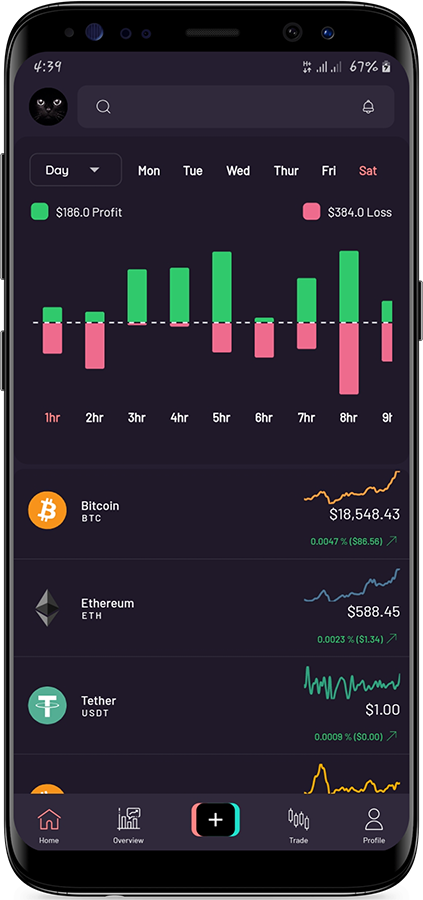 4:39
67%
Day
Mon
Tue
Wed
Thur
Fri
Sat
$186.0 Profit
$384.0 Loss
1hr
2hr
3hr
4hr
5hr
6hr
7hr
8hr
Bitcoin
BTC
$18,548.43
0.0047 % ($86.56)
Ethereum
ETH
$588.45
0.0023 % ($1.34)
Tether
USDT
$1.00
0.0009 % ($0.00)
Home
Overview
Trade
Profile